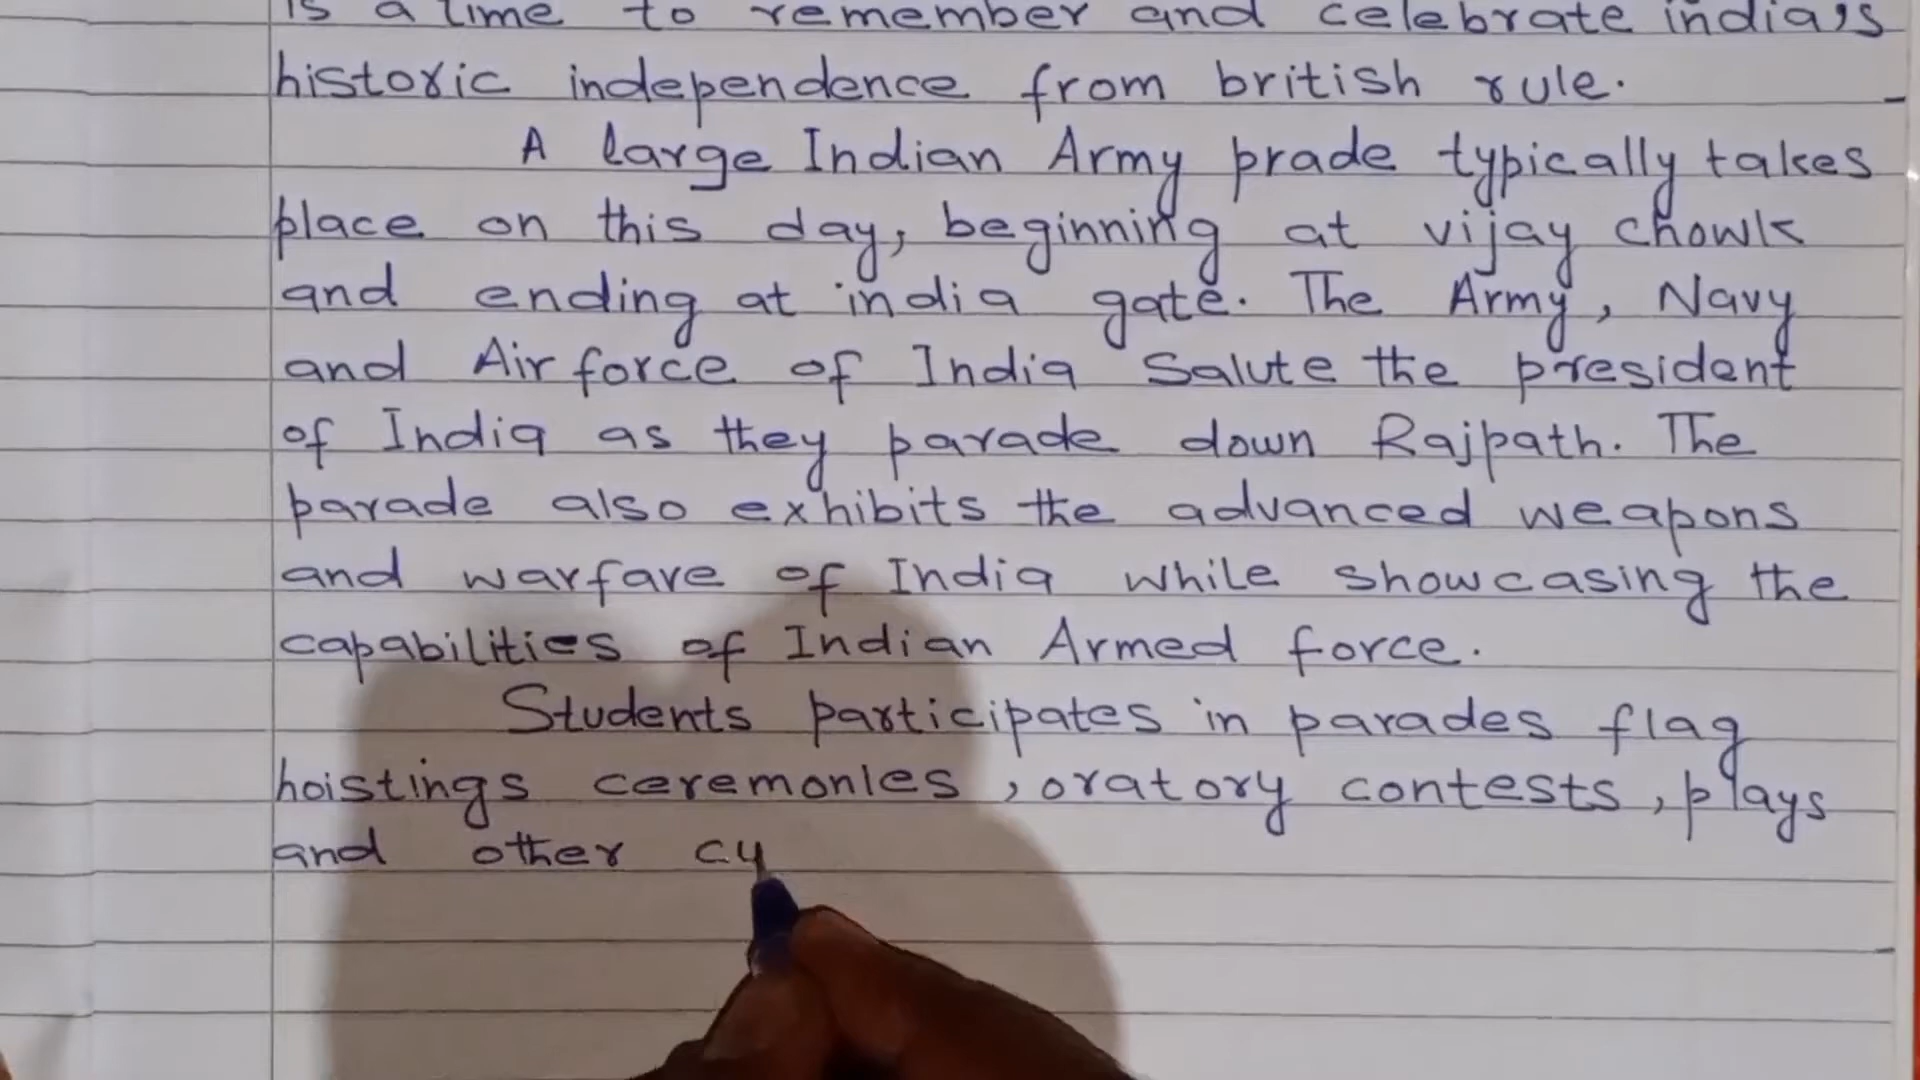 is a time to remember and celebrate india's
historic independence from british rule.
A large Indian Army prade typically takes
place on this day, beginning at vijay chowk
and ending at india gate. The Army, Navy
and Air force of India Salute the president
of India as they parade down Rajpath. The
parade also exhibits the advanced weapons
and warfare of India while showcasing the
capabilities of Indian Armed force.
Students participates in parades flag
hoistings ceremonies, oratory contests, plays
and other cu